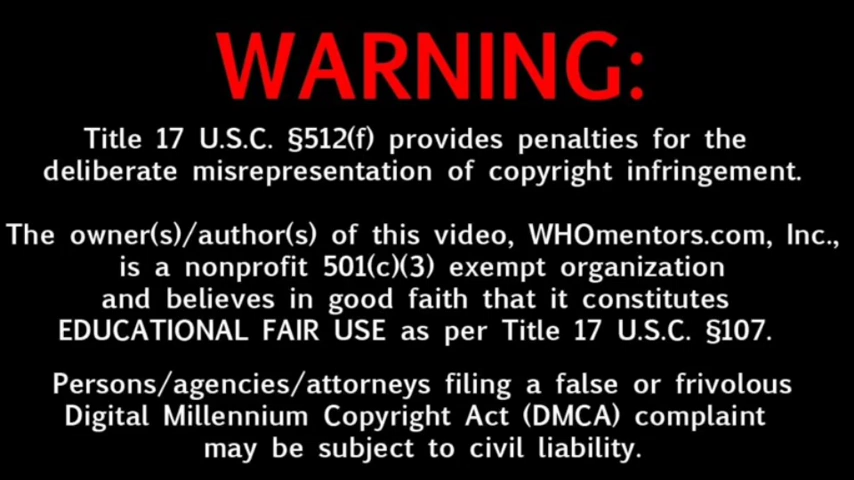 WARNING:
Title 17 U.S.C. §512(f) provides penalties for the
deliberate misrepresentation of copyright infringement.
The owner(s)/author(s) of this video, WHOmentors.com, Inc.,
is a nonprofit 501(c)(3) exempt organization
and believes in good faith that it constitutes
EDUCATIONAL FAIR USE as per Title 17 U.S.C. §107.
Persons/agencies/attorneys filing a false or frivolous
Digital Millennium Copyright Act (DMCA) complaint
may be subject to civil liability.